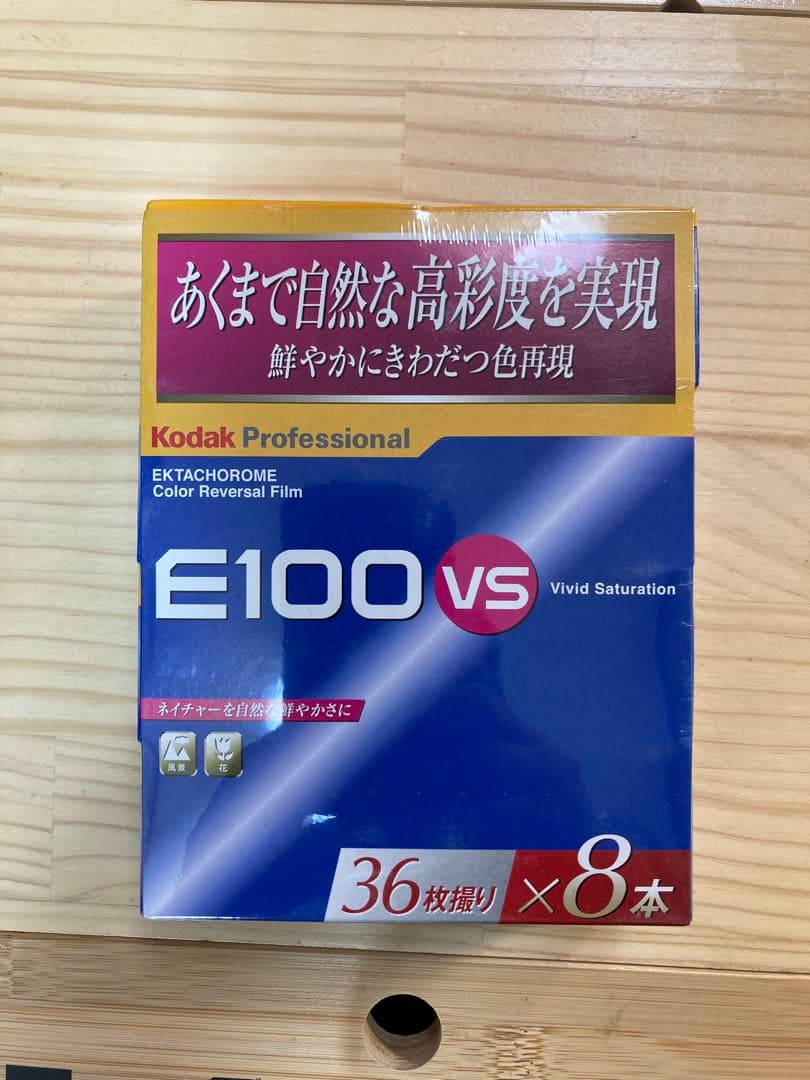 あくまで自然な高彩度を実現
鮮やかにきわだつ色再現
Kodak Professional
EKTACHOROME
Color Reversal Film
E100 VS Vivid Saturation
ネイチャーを自然な鮮やかさに
風景 花
36枚撮り ×8本